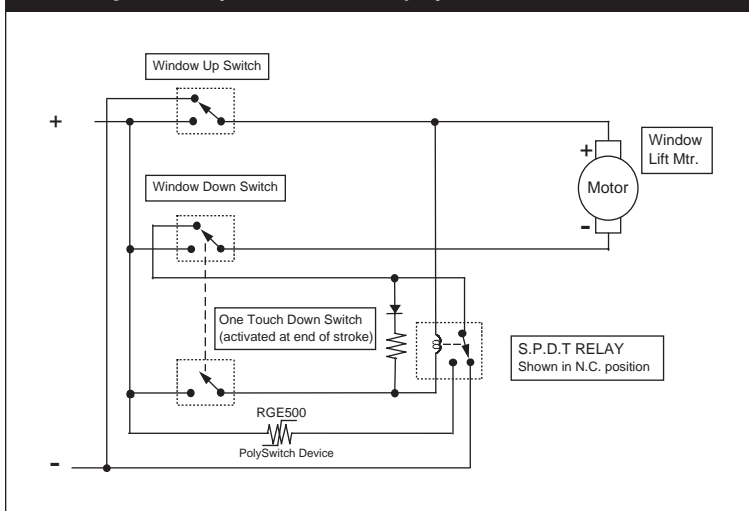 Window Up Switch
+
Window
Lift Mtr.
+
Motor
-
Window Down Switch
One Touch Down Switch
(activated at end of stroke)
S.P.D.T RELAY
Shown in N.C. position
RGE500
PolySwitch Device
-